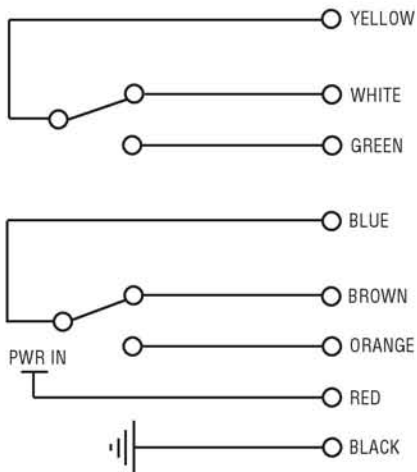 YELLOW
WHITE
GREEN
BLUE
BROWN
ORANGE
PWR IN
RED
BLACK